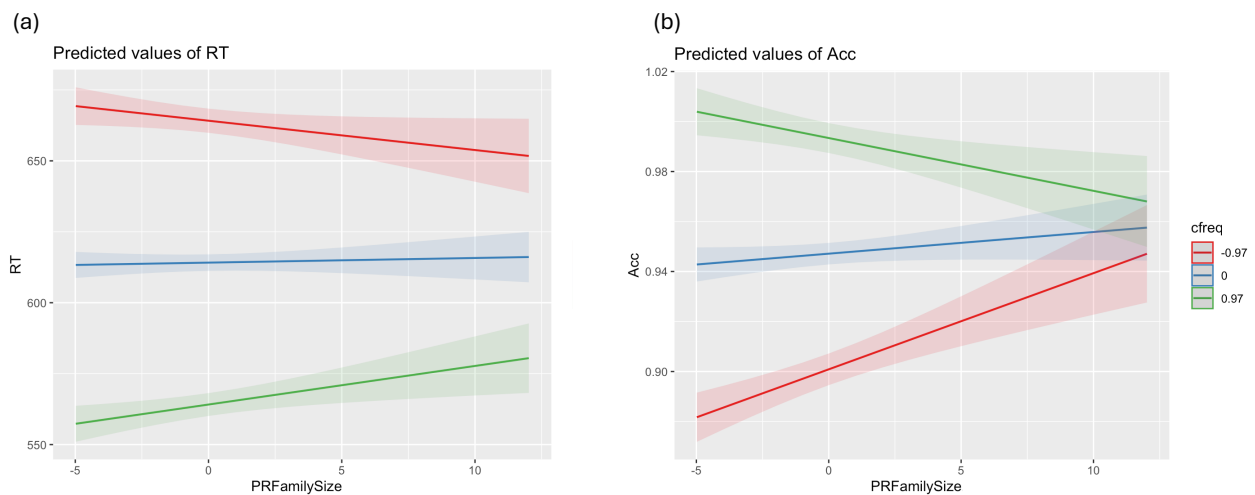 (a)
Predicted values of RT
650
600
550
RT
-5
0
5
10
PRFamilySize
(b)
Predicted values of Acc
1.02
0.98
0.94
0.90
Acc
-5
0
5
10
PRFamilySize
cfreq
-0.97
0
0.97